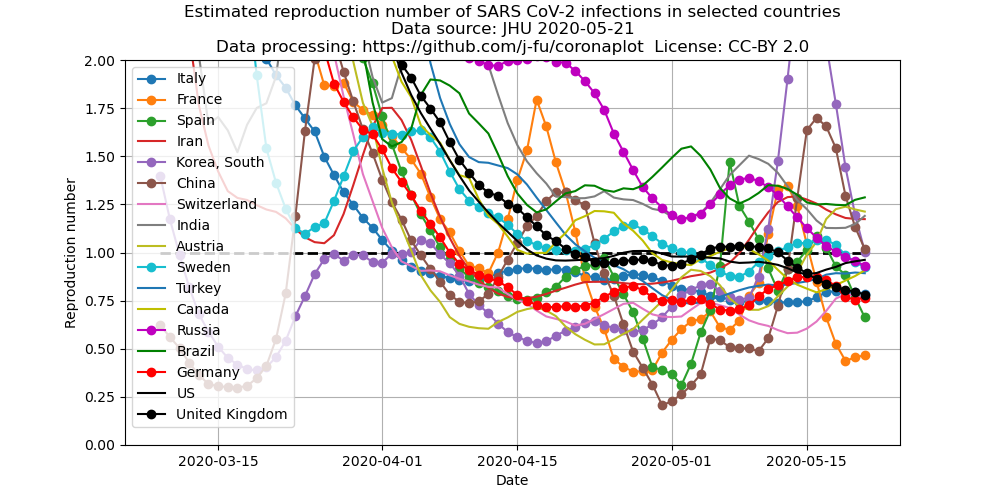 Estimated reproduction number of SARS CoV-2 infections in selected countries
Data source: JHU 2020-05-21
Data processing: https://github.com/j-fu/coronaplot  License: CC-BY 2.0
2.00
1.75
1.50
1.25
1.00
0.75
0.50
0.25
0.00
Reproduction number
Italy
France
Spain
Iran
Korea, South
China
Switzerland
India
Austria
Sweden
Turkey
Canada
Russia
Brazil
Germany
US
United Kingdom
2020-03-15
2020-04-01
2020-04-15
2020-05-01
2020-05-15
Date